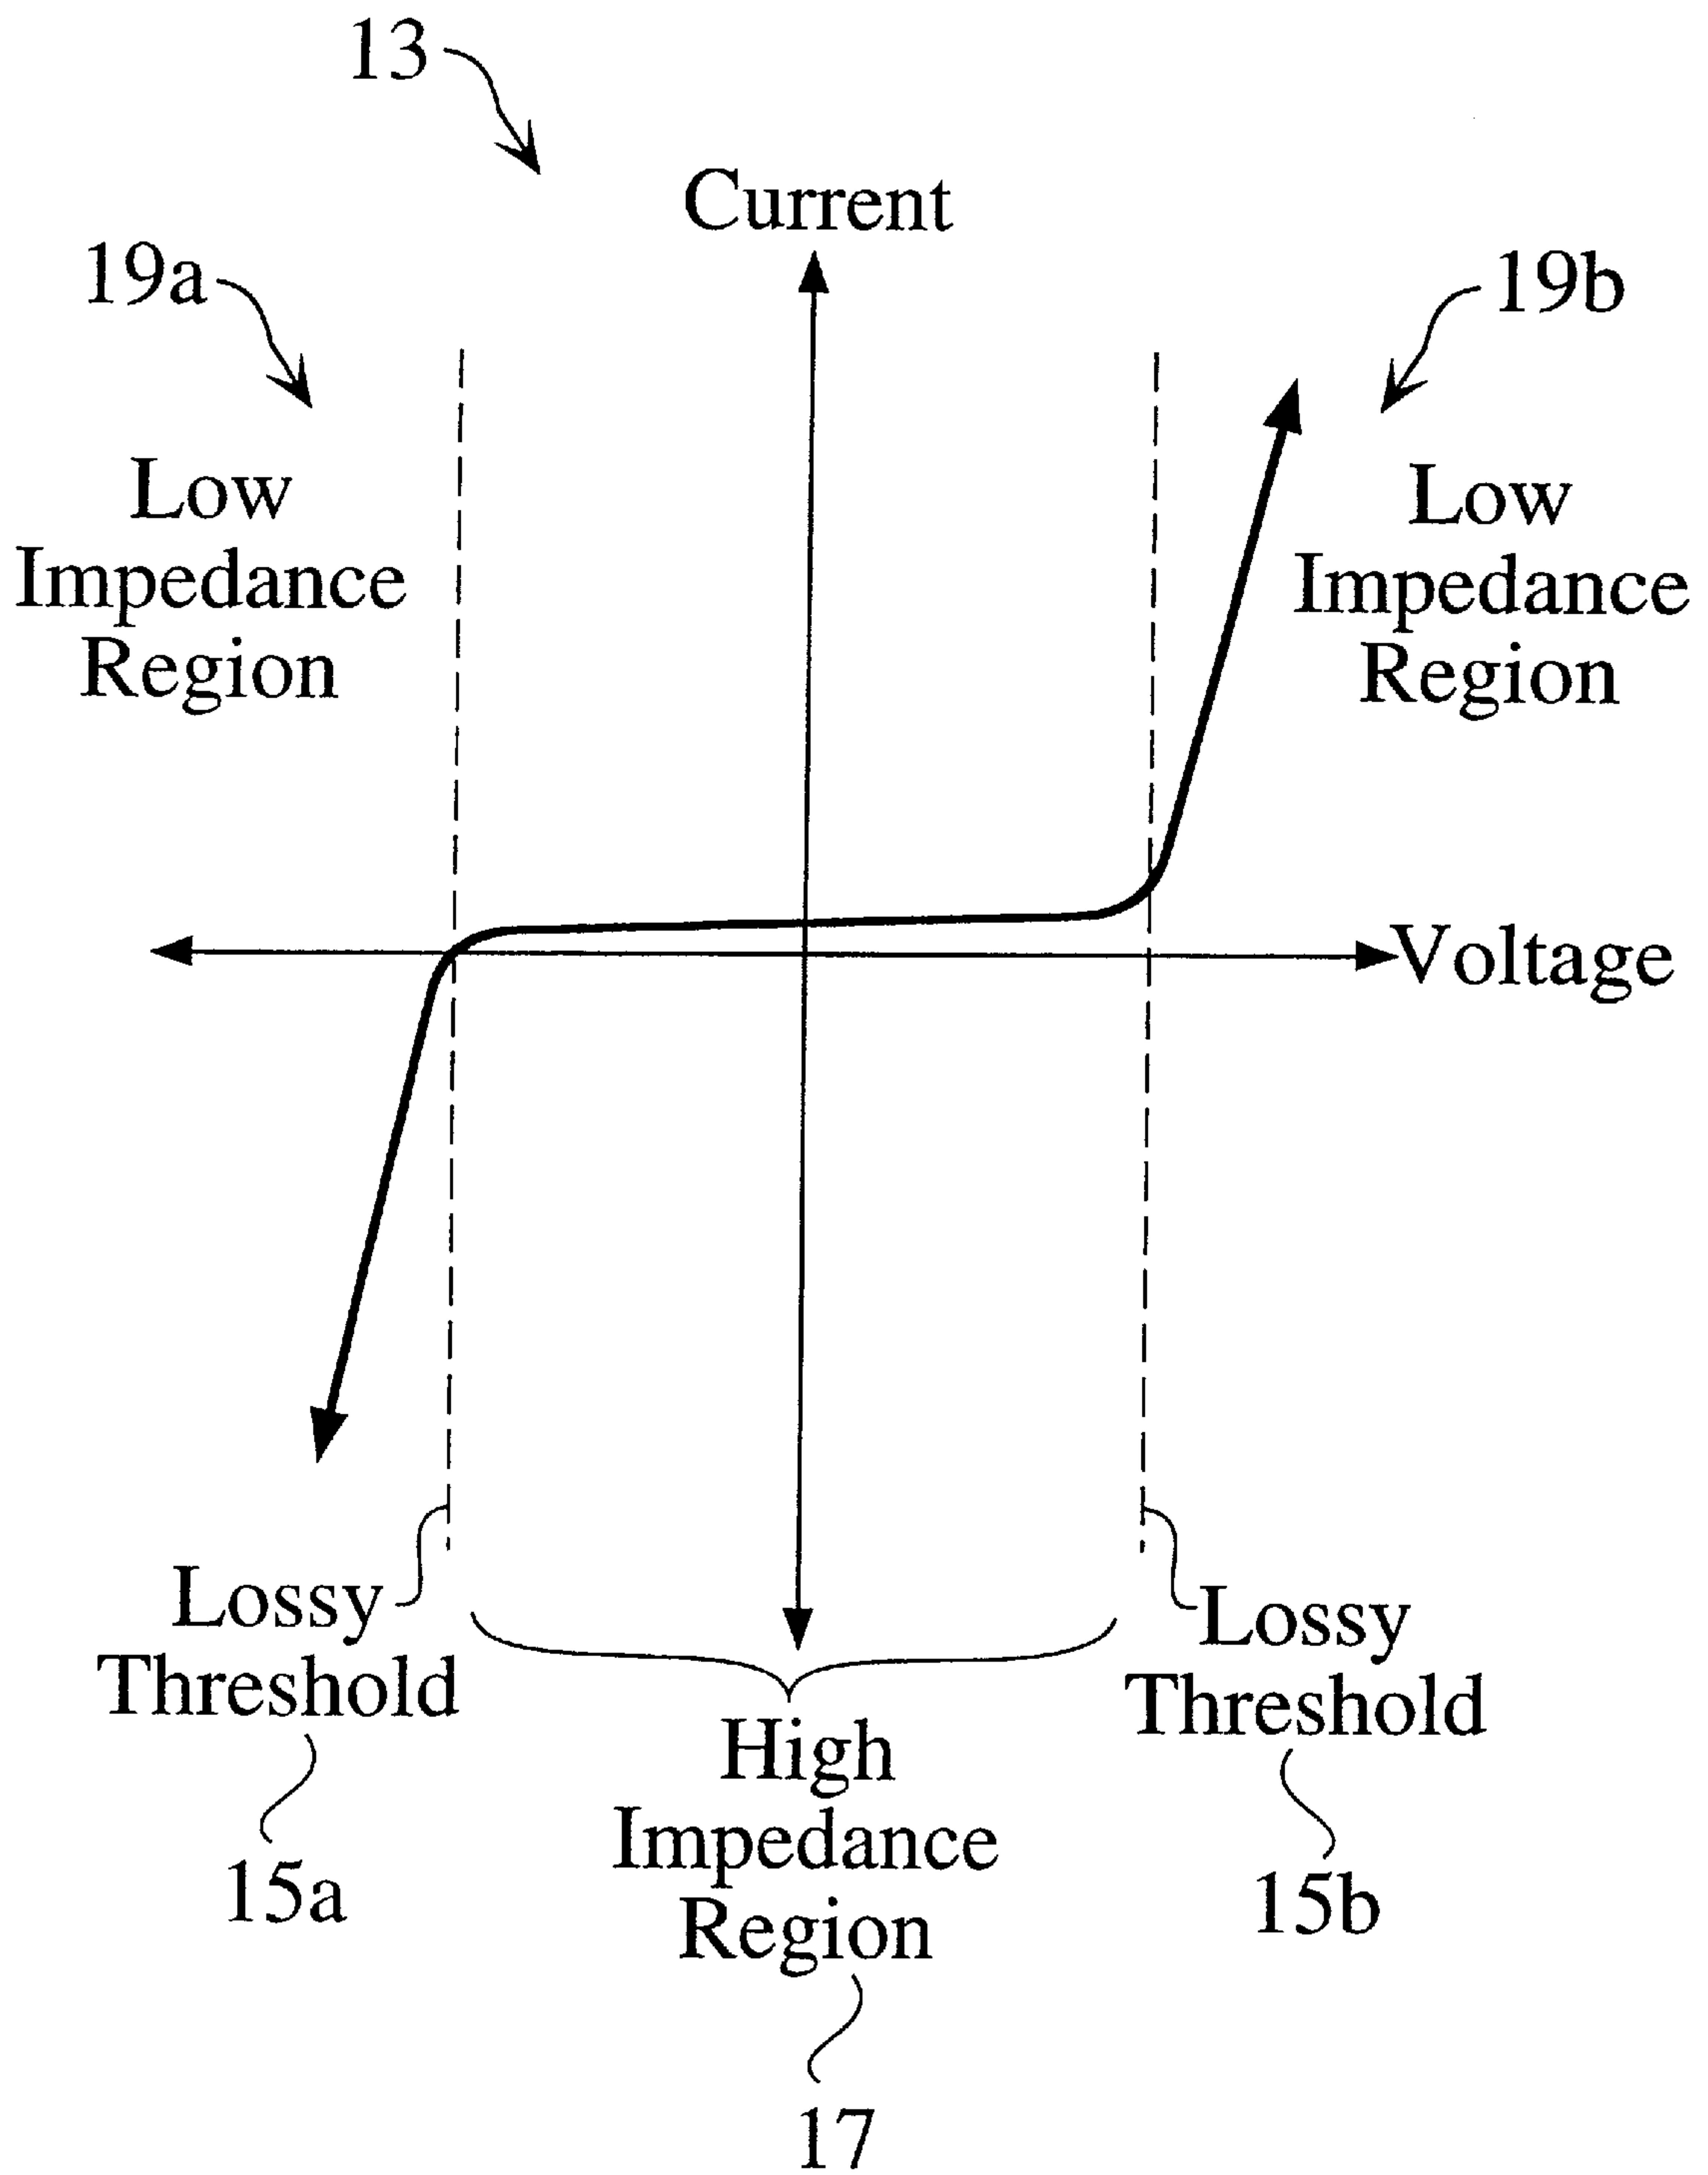 13
Current
19a
19b
Low
Impedance
Region
Low
Impedance
Region
Voltage
Lossy
Threshold
15a
High
Impedance
Region
17
Lossy
Threshold
15b